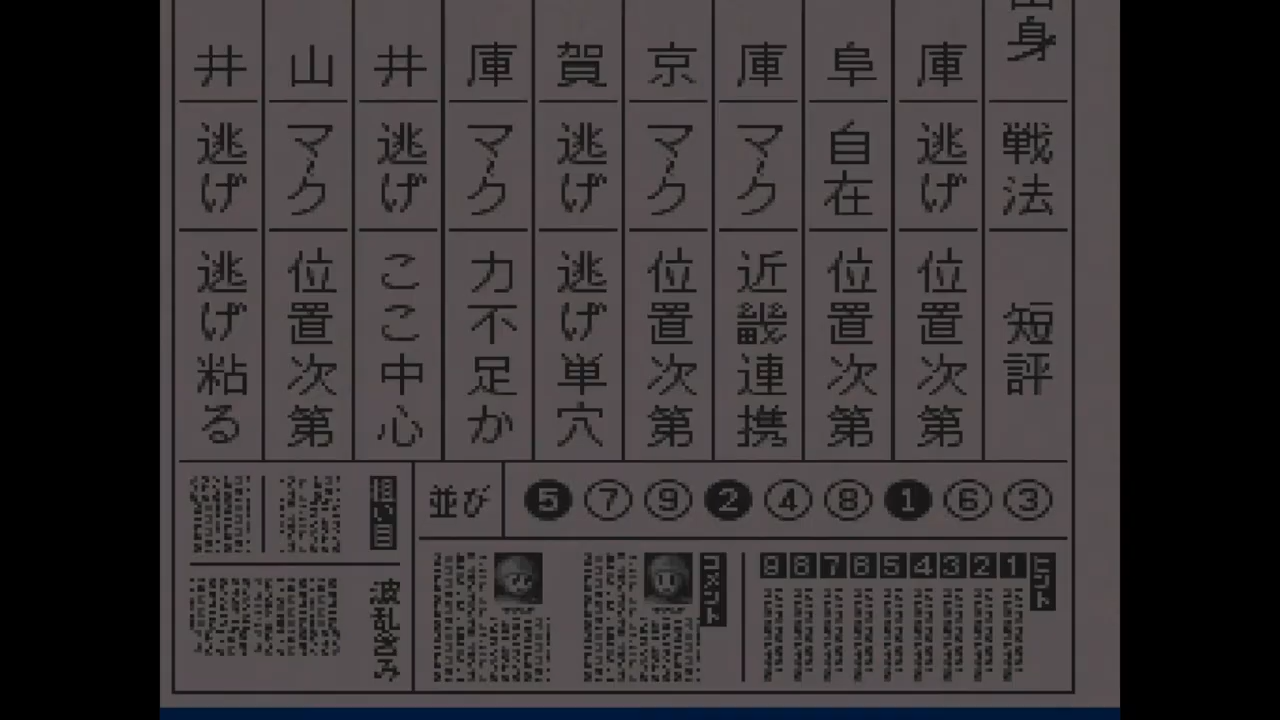 身
戦法
短評
庫
逃げ
位置次第
阜
自在
位置次第
庫
マーク
近畿連携
京
マーク
位置次第
賀
逃げ
逃げ単穴
庫
マーク
力不足か
井
逃げ
ここ中心
山
マーク
位置次第
井
逃げ
逃げ粘る
並び
5 7 9 2 4 8 1 6 3
ヒント
9 8 7 6 5 4 3 2 1
コメント
狙い目
波乱含み